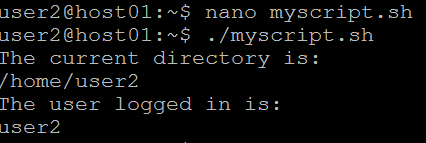 user2@host01:~$ nano myscript.sh
user2@host01:~$ ./myscript.sh
The current directory is:
/home/user2
The user logged in is:
user2